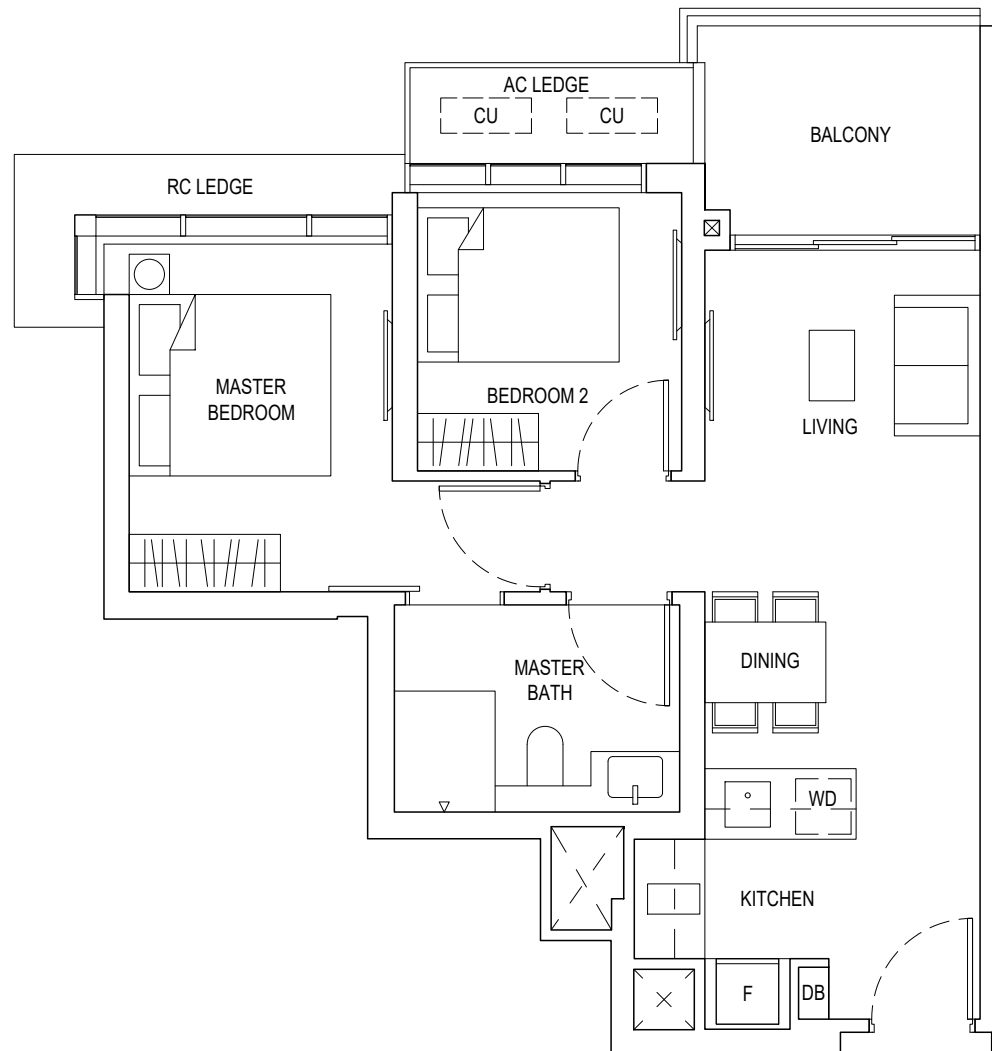 AC LEDGE
CU
CU
BALCONY
RC LEDGE
MASTER
BEDROOM
BEDROOM 2
LIVING
MASTER
BATH
DINING
WD
KITCHEN
F
DB